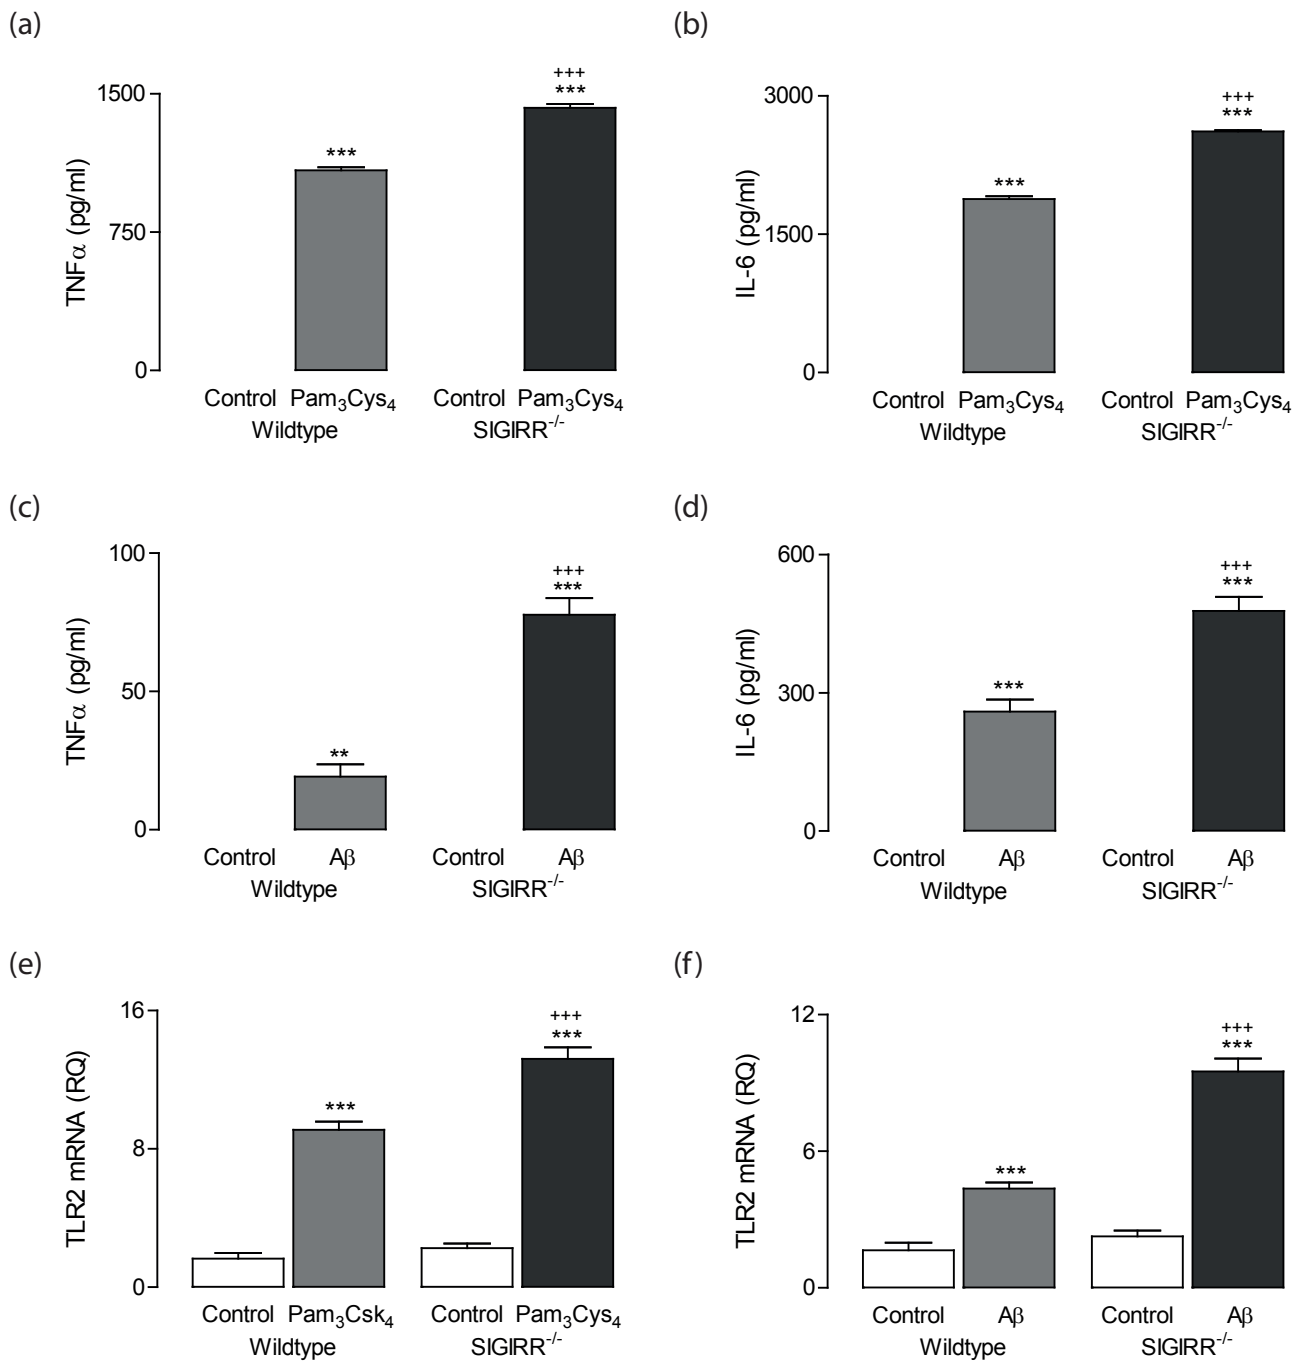 (a)
+++
***
***
1500
750
0
TNFα (pg/ml)
Control Pam₃Cys₄ Control Pam₃Cys₄
Wildtype SIGIRR⁻/⁻
(b)
+++
***
***
3000
1500
0
IL-6 (pg/ml)
Control Pam₃Cys₄ Control Pam₃Cys₄
Wildtype SIGIRR⁻/⁻
(c)
+++
***
**
100
50
0
TNFα (pg/ml)
Control Aβ Control Aβ
Wildtype SIGIRR⁻/⁻
(d)
+++
***
***
600
300
0
IL-6 (pg/ml)
Control Aβ Control Aβ
Wildtype SIGIRR⁻/⁻
(e)
+++
***
***
16
8
0
TLR2 mRNA (RQ)
Control Pam₃Csk₄ Control Pam₃Cys₄
Wildtype SIGIRR⁻/⁻
(f)
+++
***
***
12
6
0
TLR2 mRNA (RQ)
Control Aβ Control Aβ
Wildtype SIGIRR⁻/⁻